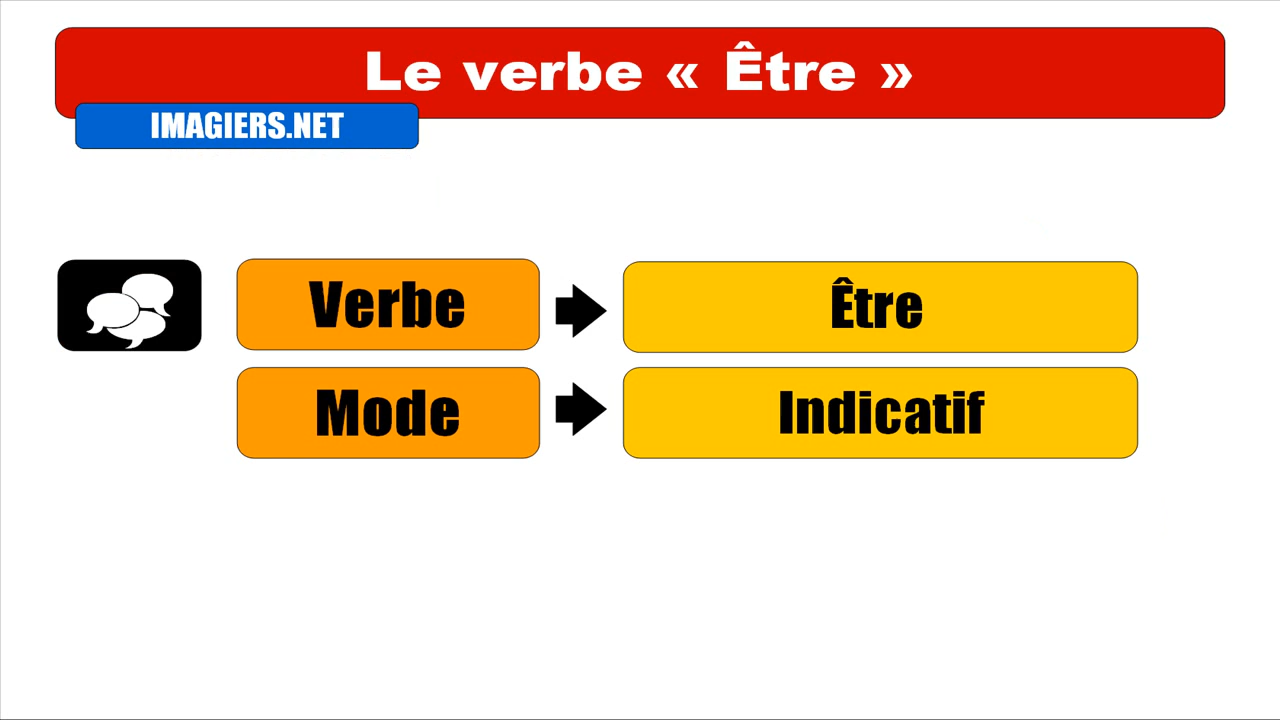 Le verbe « Être »
IMAGIERS.NET
Verbe Être
Mode Indicatif